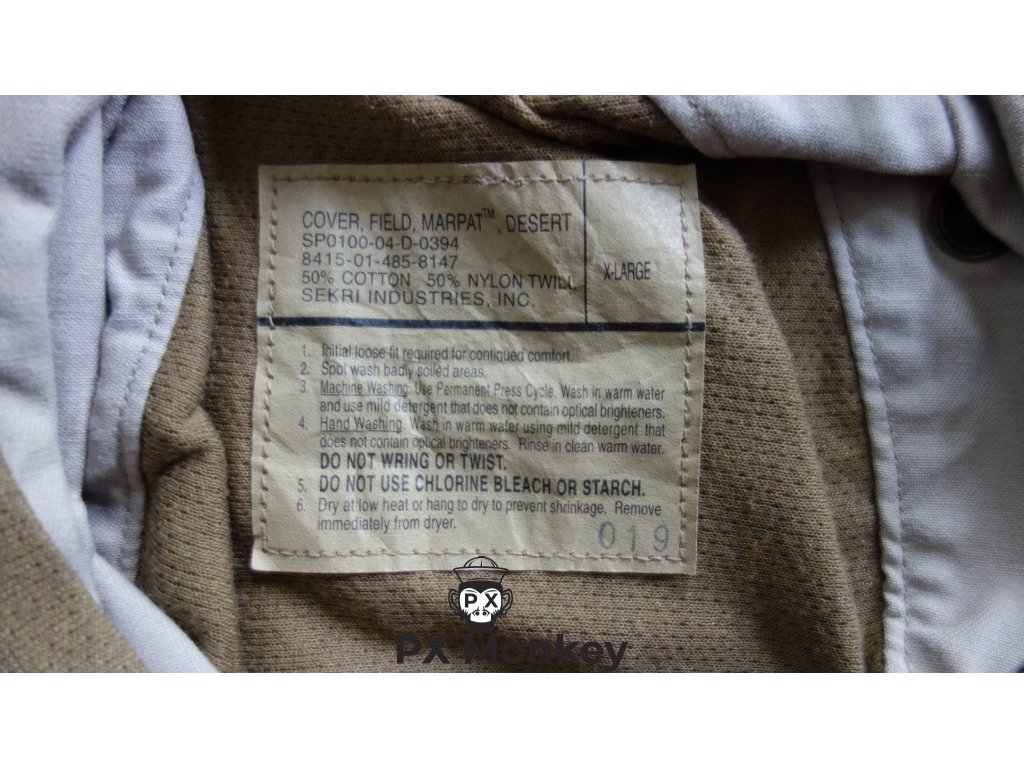 COVER, FIELD, MARPAT™, DESERT
SP0100-04-D-0394
8415-01-485-8147
50% COTTON 50% NYLON TWILL
SEKRI INDUSTRIES, INC.
X-LARGE
1. Initial loose fit required for contiqued comfort.
2. Spot wash badly soiled areas.
3. Machine Washing. Use Permanent Press Cycle. Wash in warm water
and use mild detergent that does not contain optical brighteners.
4. Hand Washing. Wash in warm water using mild detergent that
does not contain optical brighteners. Rinse in clean warm water.
DO NOT WRING OR TWIST.
5. DO NOT USE CHLORINE BLEACH OR STARCH.
6. Dry at low heat or hang to dry to prevent shrinkage. Remove
immediately from dryer.
019
PX
PX Monkey